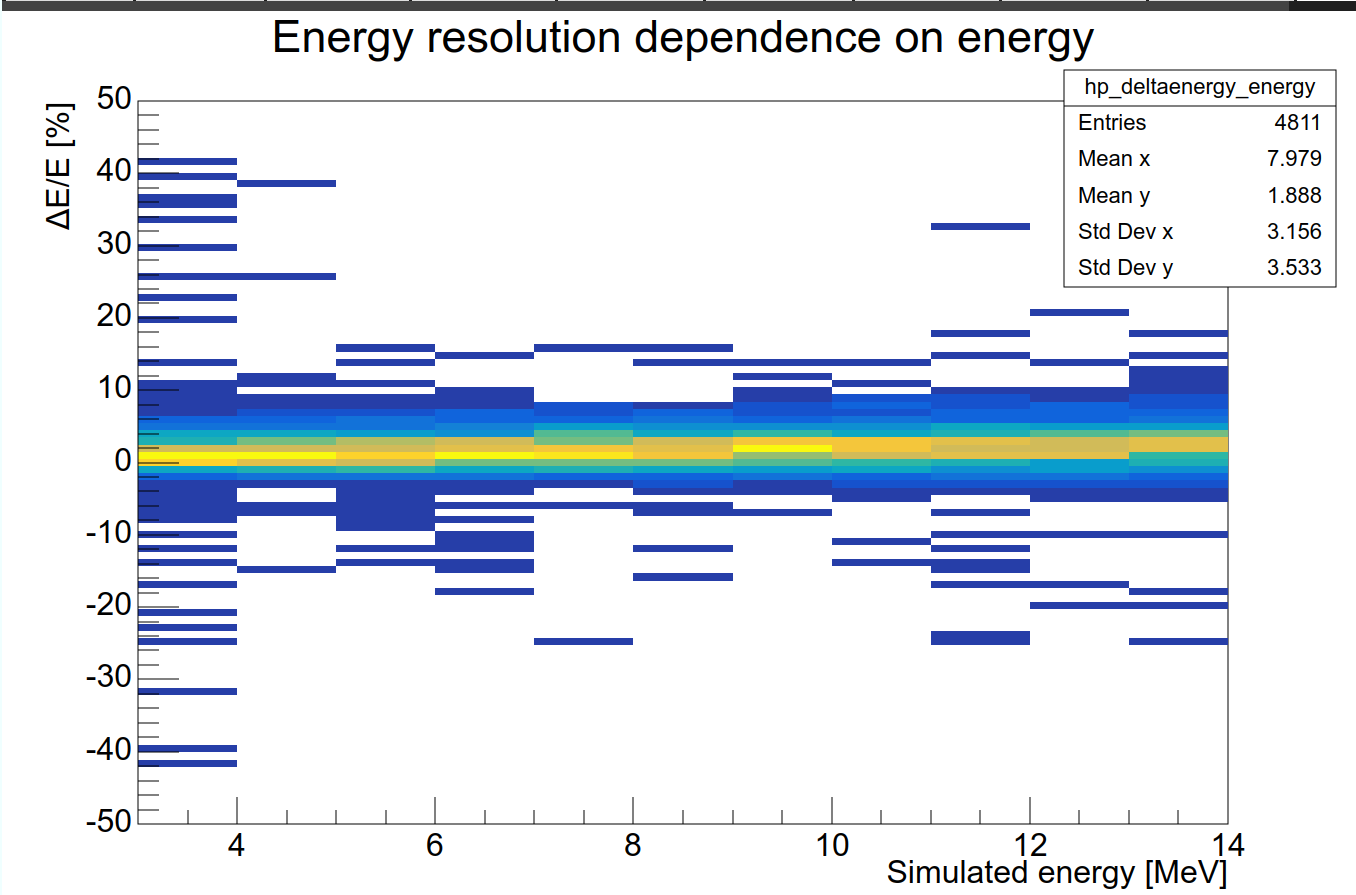 Energy resolution dependence on energy
hp_deltaenergy_energy
Entries 4811
Mean x 7.979
Mean y 1.888
Std Dev x 3.156
Std Dev y 3.533
ΔE/E [%]
50
40
30
20
10
0
-10
-20
-30
-40
-50
4 6 8 10 12 14
Simulated energy [MeV]